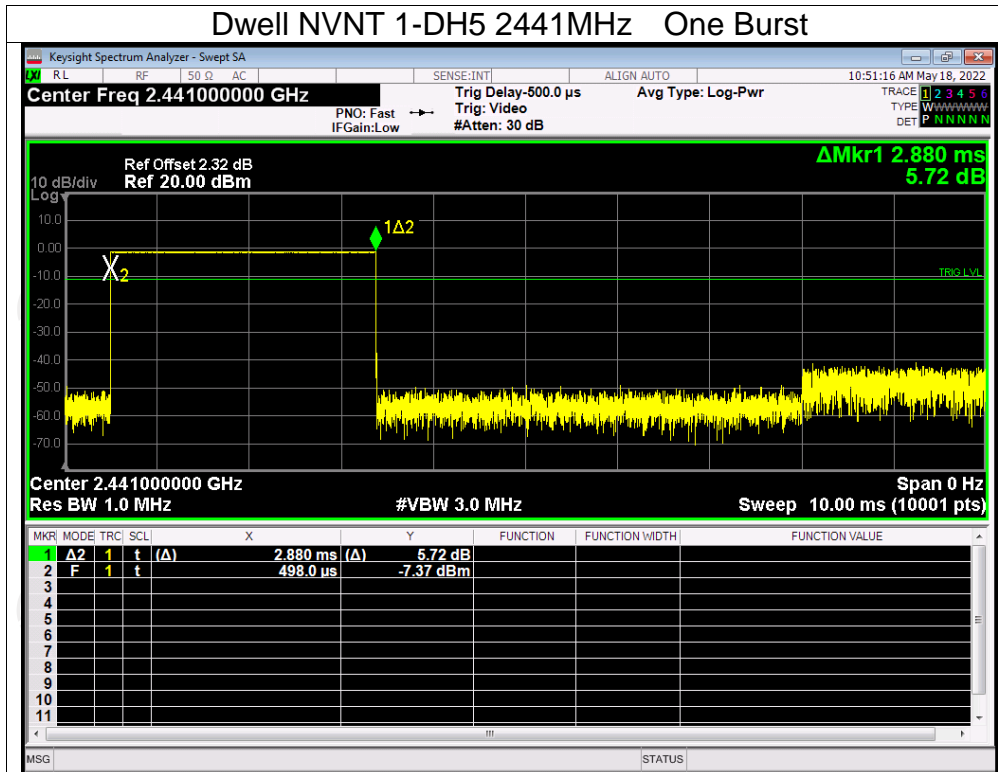 Dwell NVNT 1-DH5 2441MHz One Burst
Keysight Spectrum Analyzer - Swept SA
LXI RL RF 50 Ω AC SENSE:INT ALIGN AUTO 10:51:16 AM May 18, 2022
Center Freq 2.441000000 GHz
PNO: Fast
IFGain:Low
Trig Delay-500.0 µs
Trig: Video
#Atten: 30 dB
Avg Type: Log-Pwr
TRACE 1 2 3 4 5 6
TYPE WWWWWW
DET P N N N N N
ΔMkr1 2.880 ms
5.72 dB
Ref Offset 2.32 dB
10 dB/div Ref 20.00 dBm
Log
10.0
0.00
-10.0
-20.0
-30.0
-40.0
-50.0
-60.0
-70.0
1Δ2
2
TRIG LVL
Center 2.441000000 GHz Span 0 Hz
Res BW 1.0 MHz #VBW 3.0 MHz Sweep 10.00 ms (10001 pts)
MKR MODE TRC SCL X Y FUNCTION FUNCTION WIDTH FUNCTION VALUE
1 Δ2 1 t (Δ) 2.880 ms (Δ) 5.72 dB
2 F 1 t 498.0 µs -7.37 dBm
3
4
5
6
7
8
9
10
11
MSG STATUS